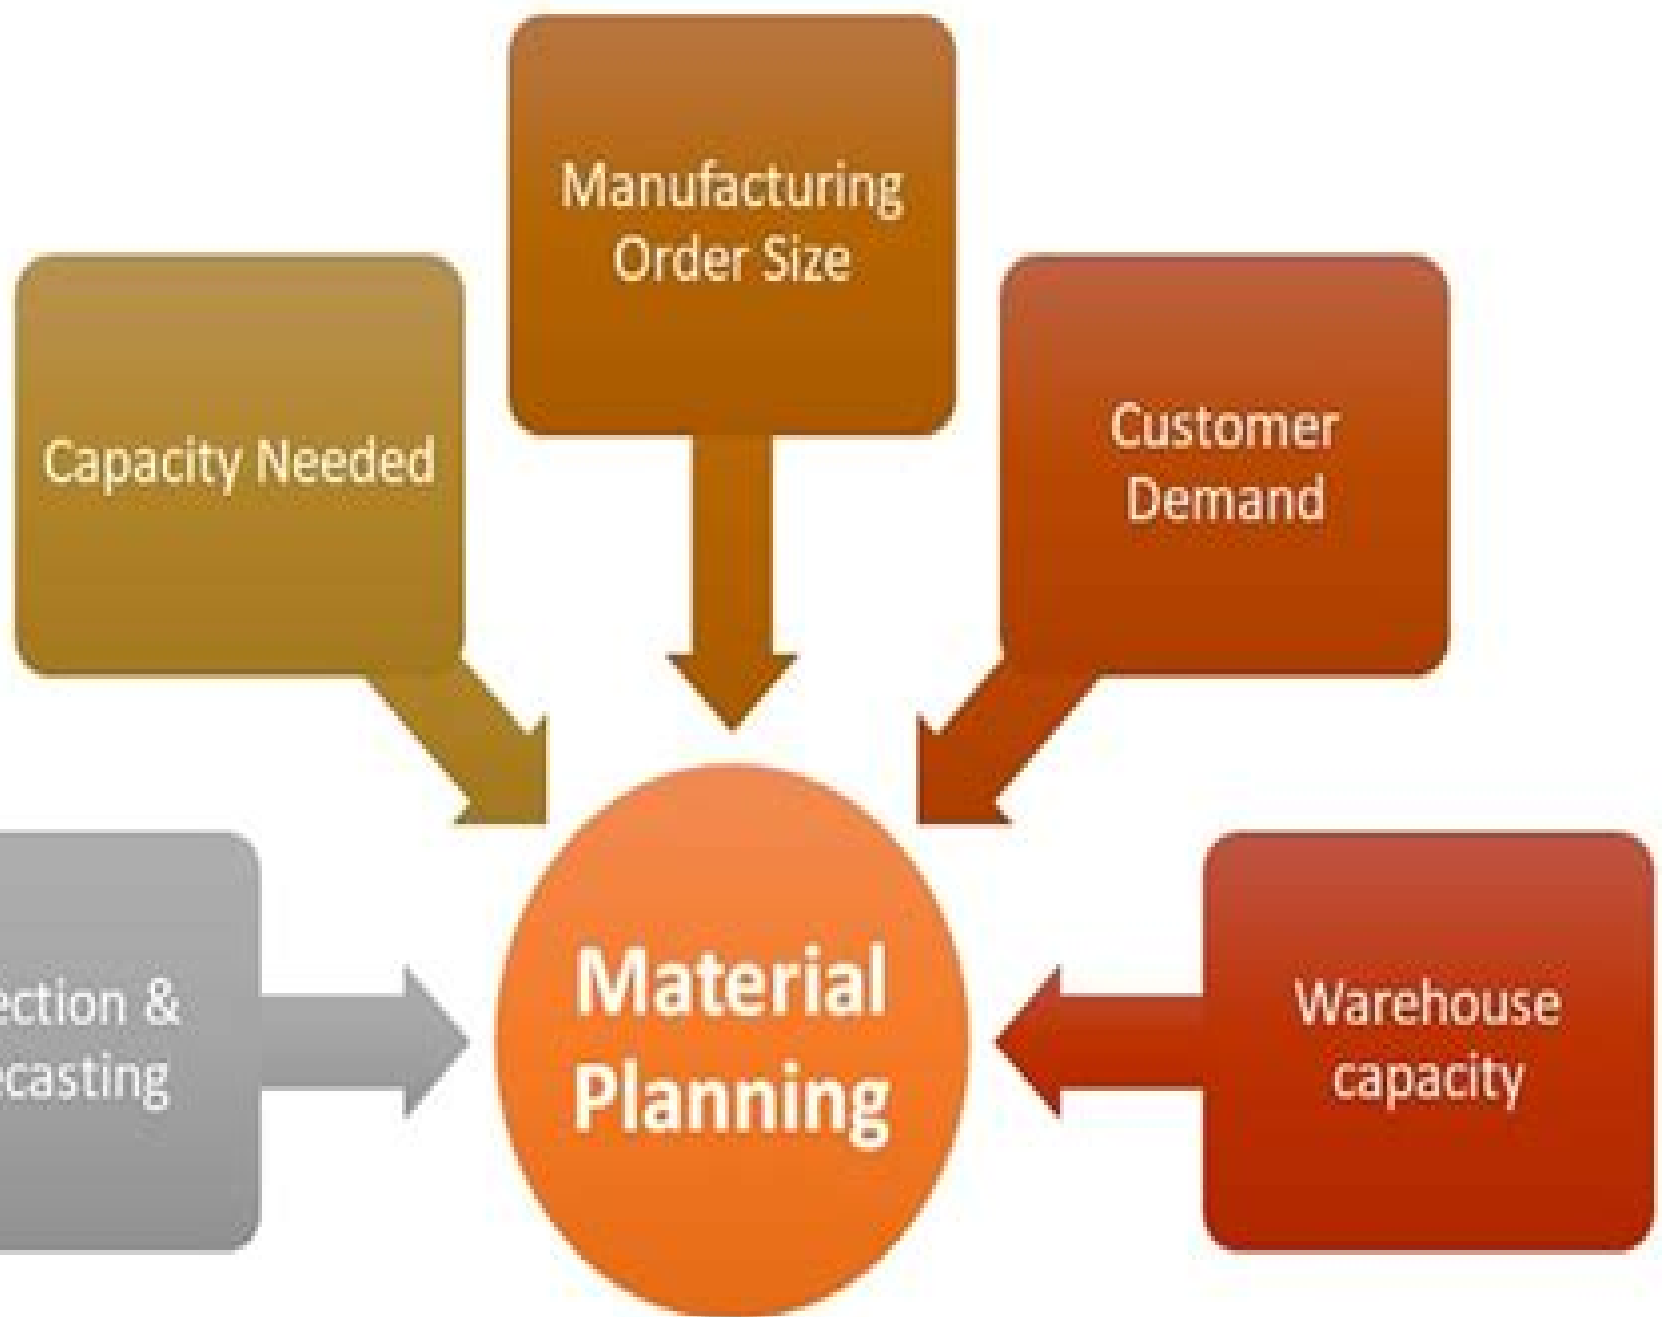 Manufacturing
Order Size
Capacity Needed
Customer
Demand
ection &
ecasting
Material
Planning
Warehouse
capacity